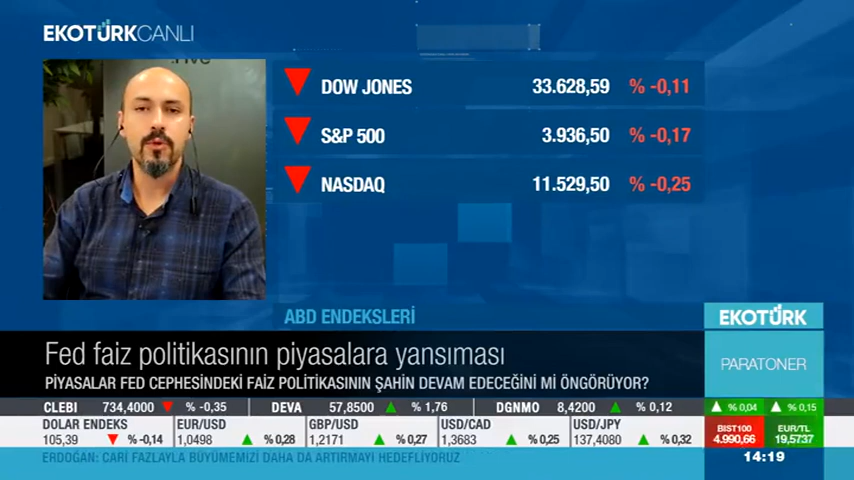 EKOTÜRK CANLI
DOW JONES 33.628,59 % -0,11
S&P 500 3.936,50 % -0,17
NASDAQ 11.529,50 % -0,25
ABD ENDEKSLERİ
EKOTÜRK
Fed faiz politikasının piyasalara yansıması
PİYASALAR FED CEPHESİNDEKİ FAİZ POLİTİKASININ ŞAHİN DEVAM EDECEĞİNİ Mİ ÖNGÖRÜYOR?
PARATONER
CLEBI 734,4000 % -0,35 DEVA 57,8500 % 1,76 DGNMO 8,4200 % 0,12
% 0,04 % 0,15
DOLAR ENDEKS EUR/USD GBP/USD USD/CAD USD/JPY
105,39 % -0,14 1,0498 % 0,28 1,2171 % 0,27 1,3683 % 0,25 137,4080 % 0,32
BIST100 EUR/TL
4.990,66 19,5737
ERDOĞAN: CARİ FAZLAYLA BÜYÜMEMİZİ DAHA DA ARTIRMAYI HEDEFLİYORUZ
14:19